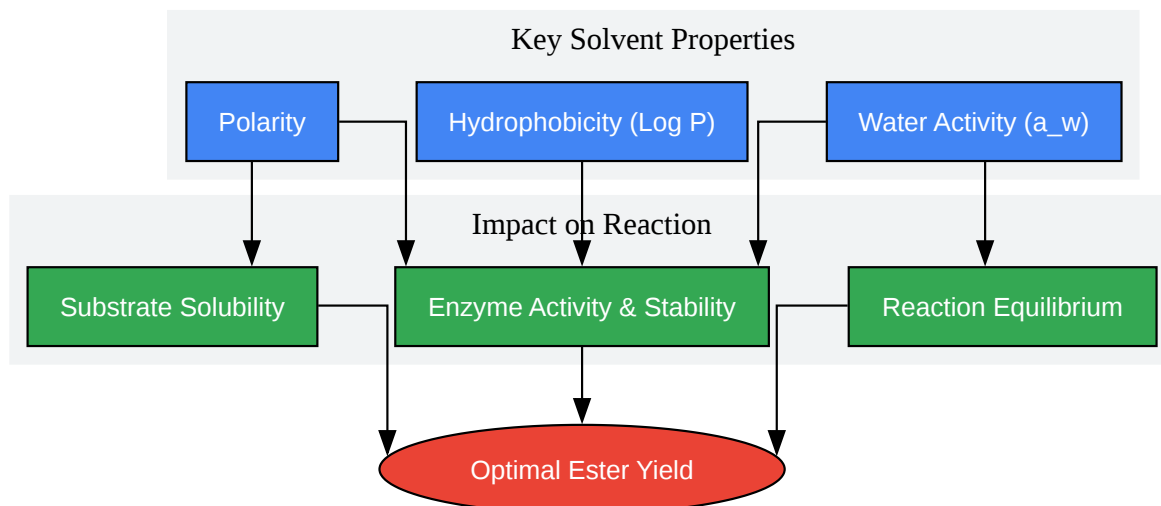 Key Solvent Properties
Polarity
Hydrophobicity (Log P)
Water Activity (a_w)
Impact on Reaction
Substrate Solubility
Enzyme Activity & Stability
Reaction Equilibrium
Optimal Ester Yield